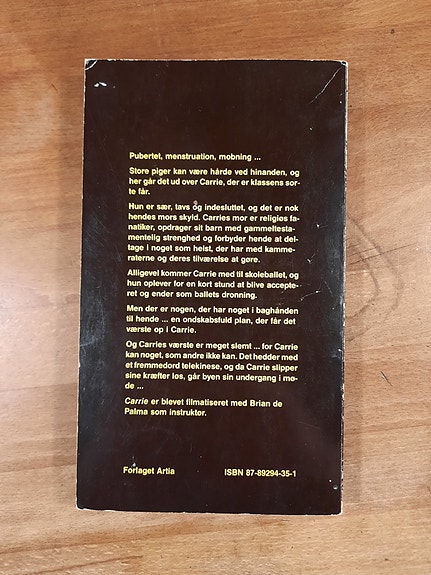 Pubertet, menstruation, mobning ...
Store piger kan være hårde ved hinanden, og
her går det ud over Carrie, der er klassens sor-
te får.
Hun er sær, tavs og indesluttet, og det er nok
hendes mors skyld. Carries mor er religiøs fa-
natiker, opdrager sit barn med gammeltesta-
mentelig strenghed og forbyder hende at del-
tage i noget som helst, der har med kamme-
raterne og deres tilværelse at gøre.
Alligevel kommer Carrie med til skoleballet, og
hun oplever for en kort stund at blive accepte-
ret og ender som ballets dronning.
Men der er nogen, der har noget i baghånden
til hende ... en ondskabsfuld plan, der får det
værste op i Carrie.
Og Carries værste er meget slemt ... for Carrie
kan noget, som andre ikke kan. Det hedder med
et fremmedord telekinese, og da Carrie slipper
sine kræfter løs, går byen sin undergang i mø-
de ...
Carrie er blevet filmatiseret med Brian de
Palma som instruktør.
Forlaget Artia ISBN 87-89294-35-1